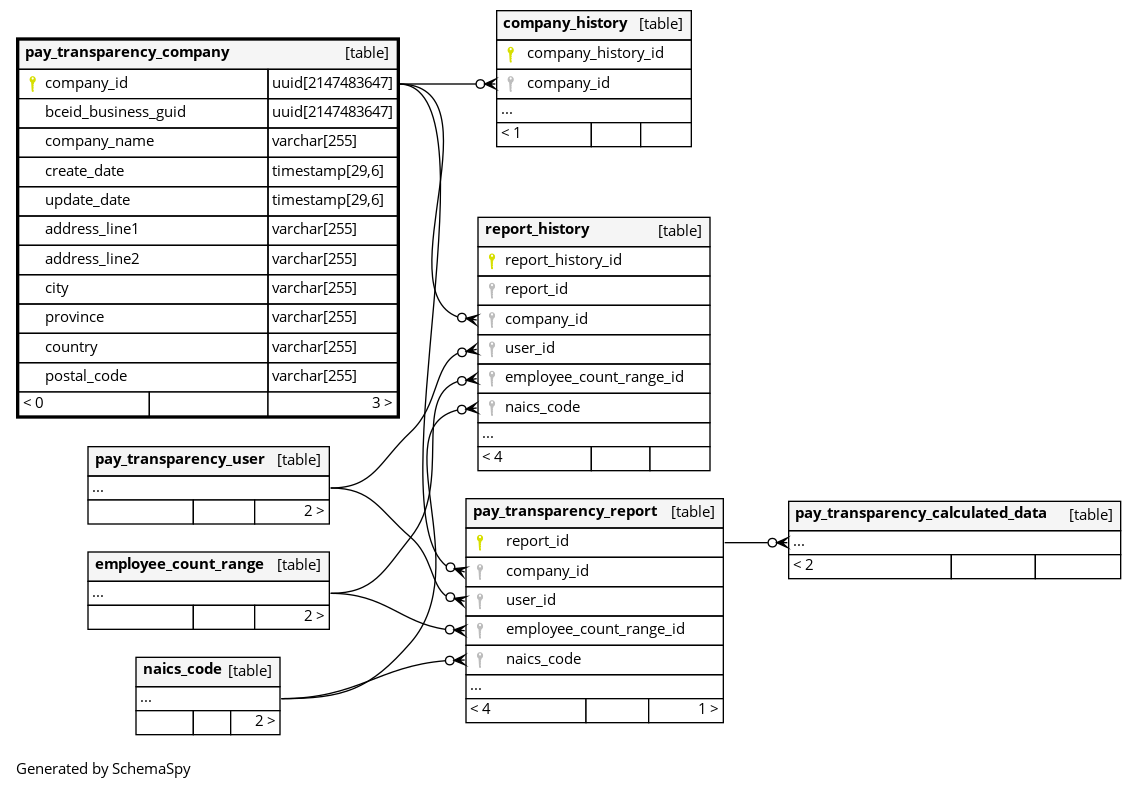 pay_transparency_company [table]
company_id uuid[2147483647]
bceid_business_guid uuid[2147483647]
company_name varchar[255]
create_date timestamp[29,6]
update_date timestamp[29,6]
address_line1 varchar[255]
address_line2 varchar[255]
city varchar[255]
province varchar[255]
country varchar[255]
postal_code varchar[255]
< 0 3 >
company_history [table]
company_history_id
company_id
...
< 1
report_history [table]
report_history_id
report_id
company_id
user_id
employee_count_range_id
naics_code
...
< 4
pay_transparency_user [table]
...
2 >
employee_count_range [table]
...
2 >
naics_code [table]
...
2 >
pay_transparency_report [table]
report_id
company_id
user_id
employee_count_range_id
naics_code
...
< 4 1 >
pay_transparency_calculated_data [table]
...
< 2
Generated by SchemaSpy